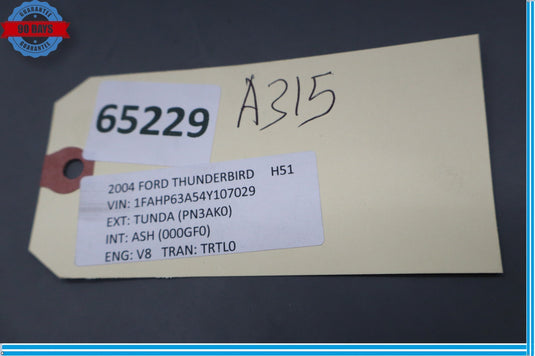 GUARANTEE
90 DAYS
GUARANTEE
65229
A315
2004 FORD THUNDERBIRD H51
VIN: 1FAHP63A54Y107029
EXT: TUNDA (PN3AK0)
INT: ASH (000GF0)
ENG: V8 TRAN: TRTL0